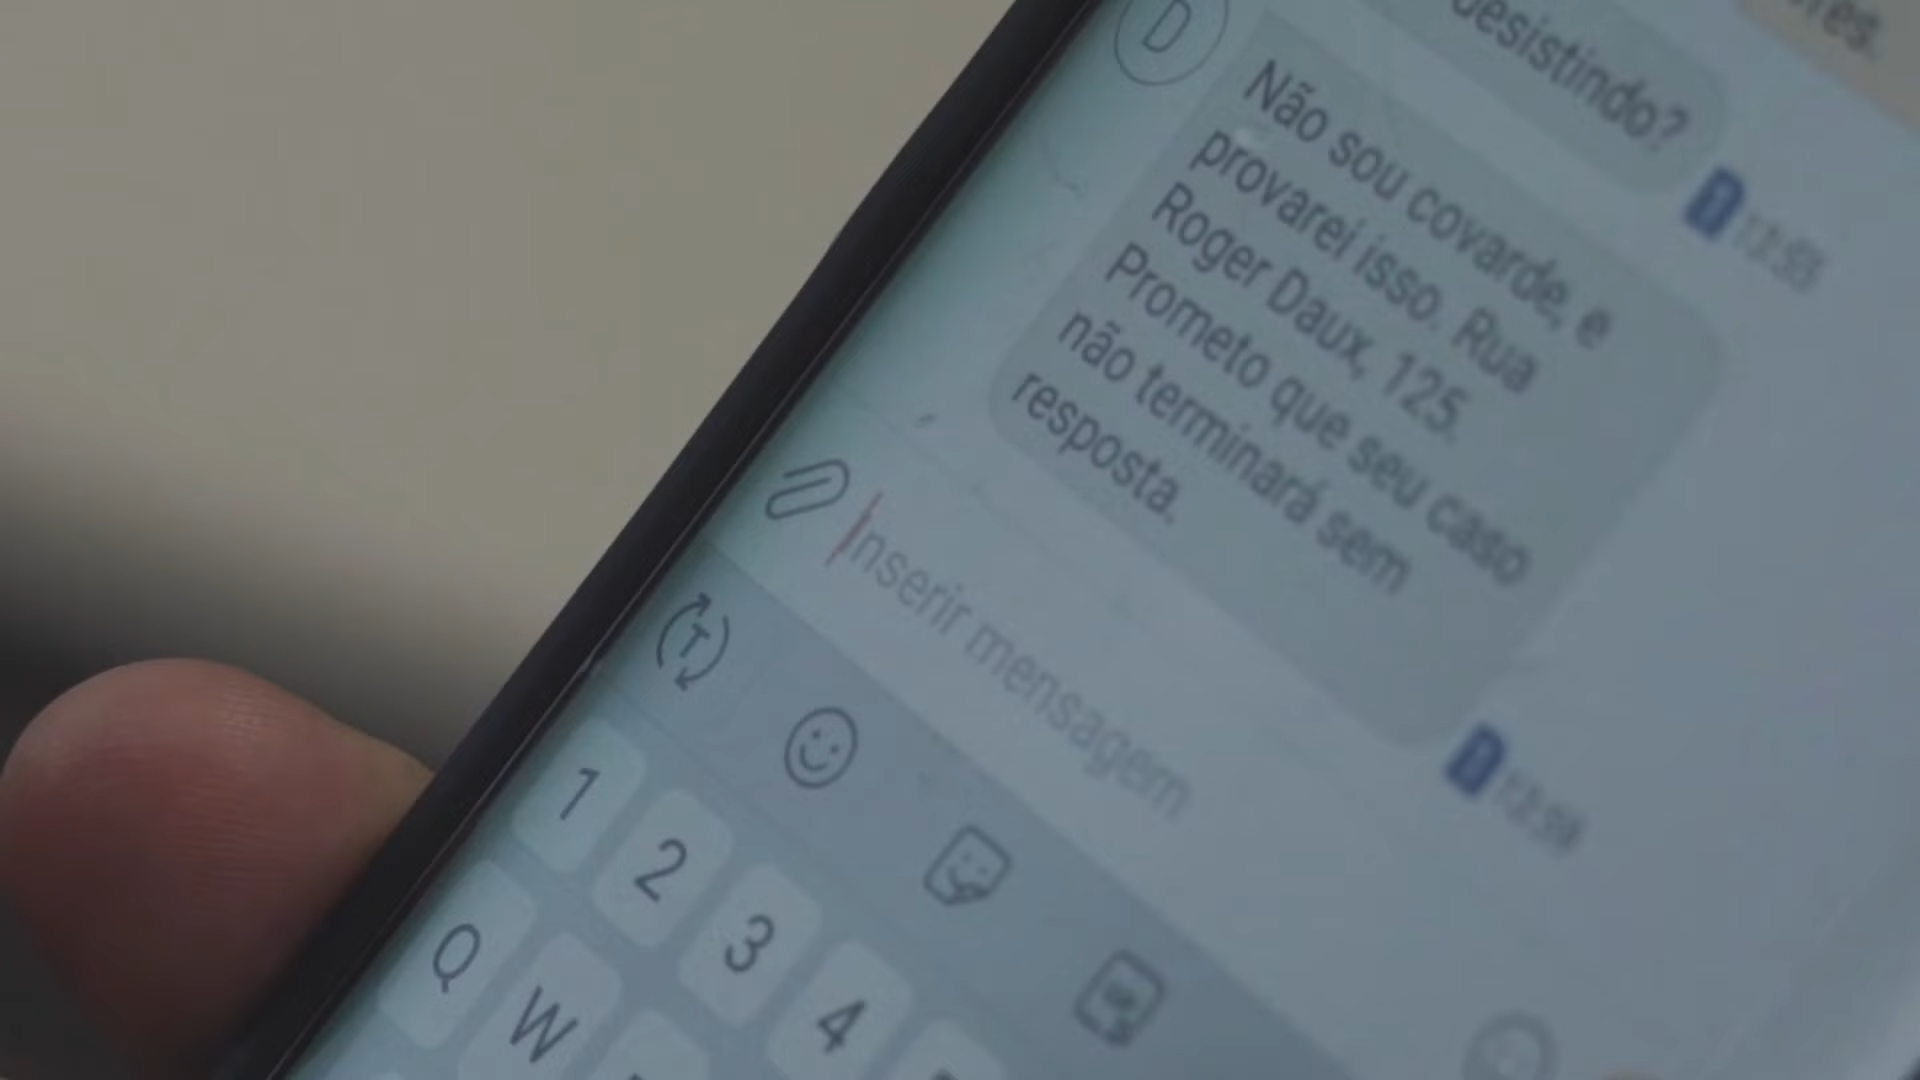 desistindo?
D
Não sou covarde, e
provarei isso. Rua
Roger Daux, 125.
Prometo que seu caso
não terminará sem
resposta.
Inserir mensagem
T
1 2 3 4
Q W